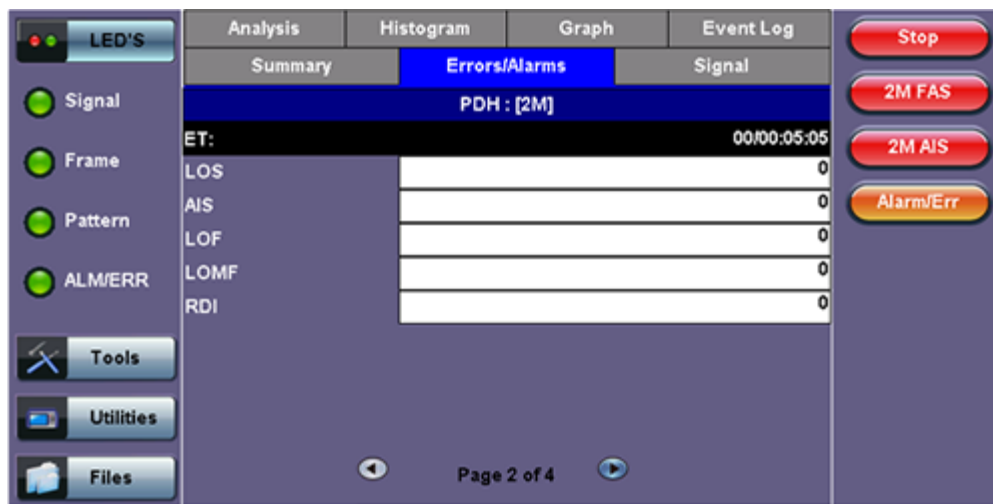 LED'S
Signal
Frame
Pattern
ALM/ERR
Tools
Utilities
Files
Analysis Histogram Graph Event Log
Summary Errors/Alarms Signal
PDH : [2M]
ET: 00/00:05:05
LOS 0
AIS 0
LOF 0
LOMF 0
RDI 0
Page 2 of 4
Stop
2M FAS
2M AIS
Alarm/Err